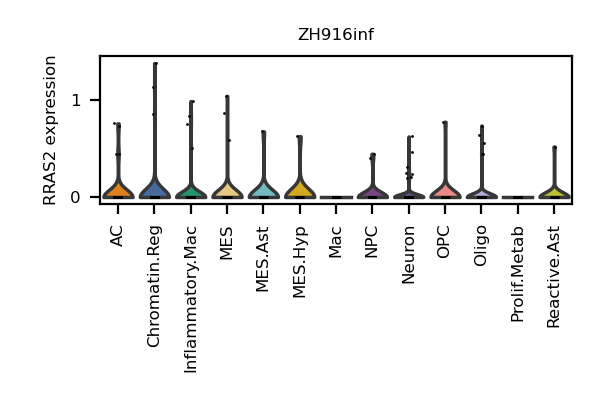 ZH916inf
RRAS2 expression
1
0
AC
Chromatin.Reg
Inflammatory.Mac
MES
MES.Ast
MES.Hyp
Mac
NPC
Neuron
OPC
Oligo
Prolif.Metab
Reactive.Ast